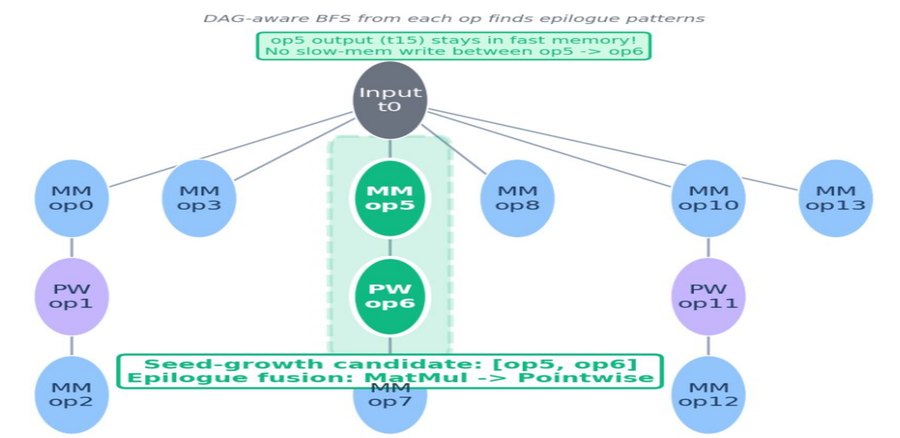 DAG-aware BFS from each op finds epilogue patterns
op5 output (t15) stays in fast memory!
No slow-mem write between op5 -> op6
Input
t0
MM
op0
MM
op3
MM
op5
MM
op8
MM
op10
MM
op13
PW
op1
PW
op6
PW
op11
Seed-growth candidate: [op5, op6]
Epilogue fusion: MatMul -> Pointwise
MM
op2
MM
op7
MM
op12